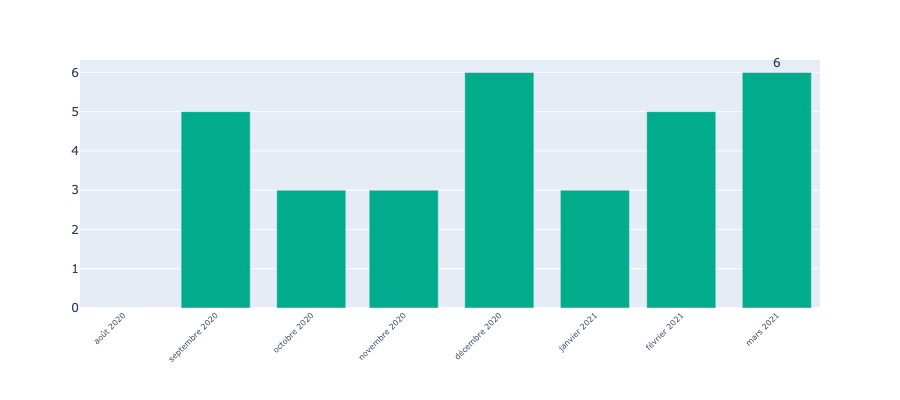 6
6
5
4
3
2
1
0
août 2020
septembre 2020
octobre 2020
novembre 2020
décembre 2020
janvier 2021
février 2021
mars 2021